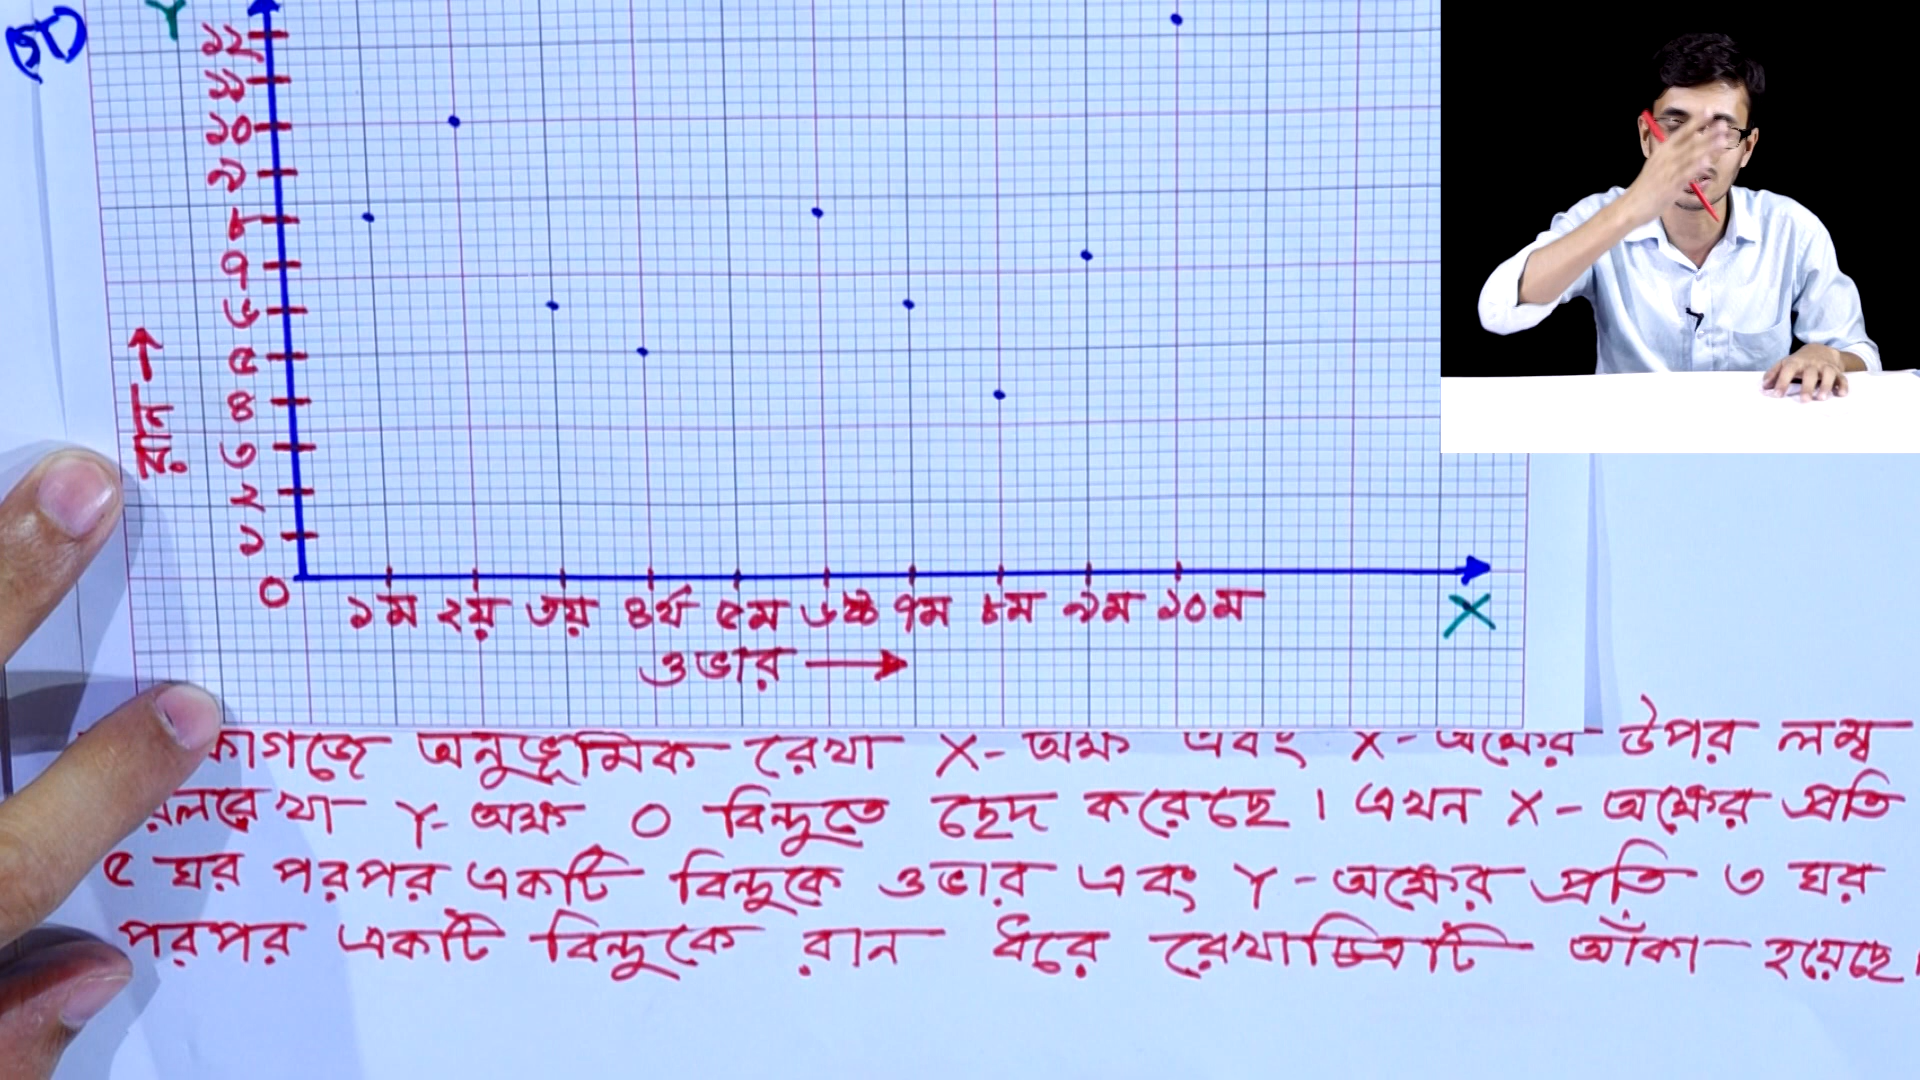 Y
১২
১১
১০
৯
৮
৭
৬
৫
৪
৩
২
১
রান →
০ ১ম ২য় ৩য় ৪র্থ ৫ম ৬ষ্ঠ ৭ম ৮ম ৯ম ১০ম X
ওভার →
কাগজে অনুভূমিক রেখা X-অক্ষ এবং X-অক্ষের উপর লম্ব
Y-অক্ষ ০ বিন্দুতে ছেদ করেছে। এখন X-অক্ষের প্রতি
৫ ঘর পরপর একটি বিন্দুকে ওভার এবং Y-অক্ষের প্রতি ৩ ঘর
পরপর একটি বিন্দুকে রান ধরে রেখাচিত্রটি আঁকা হয়েছে।